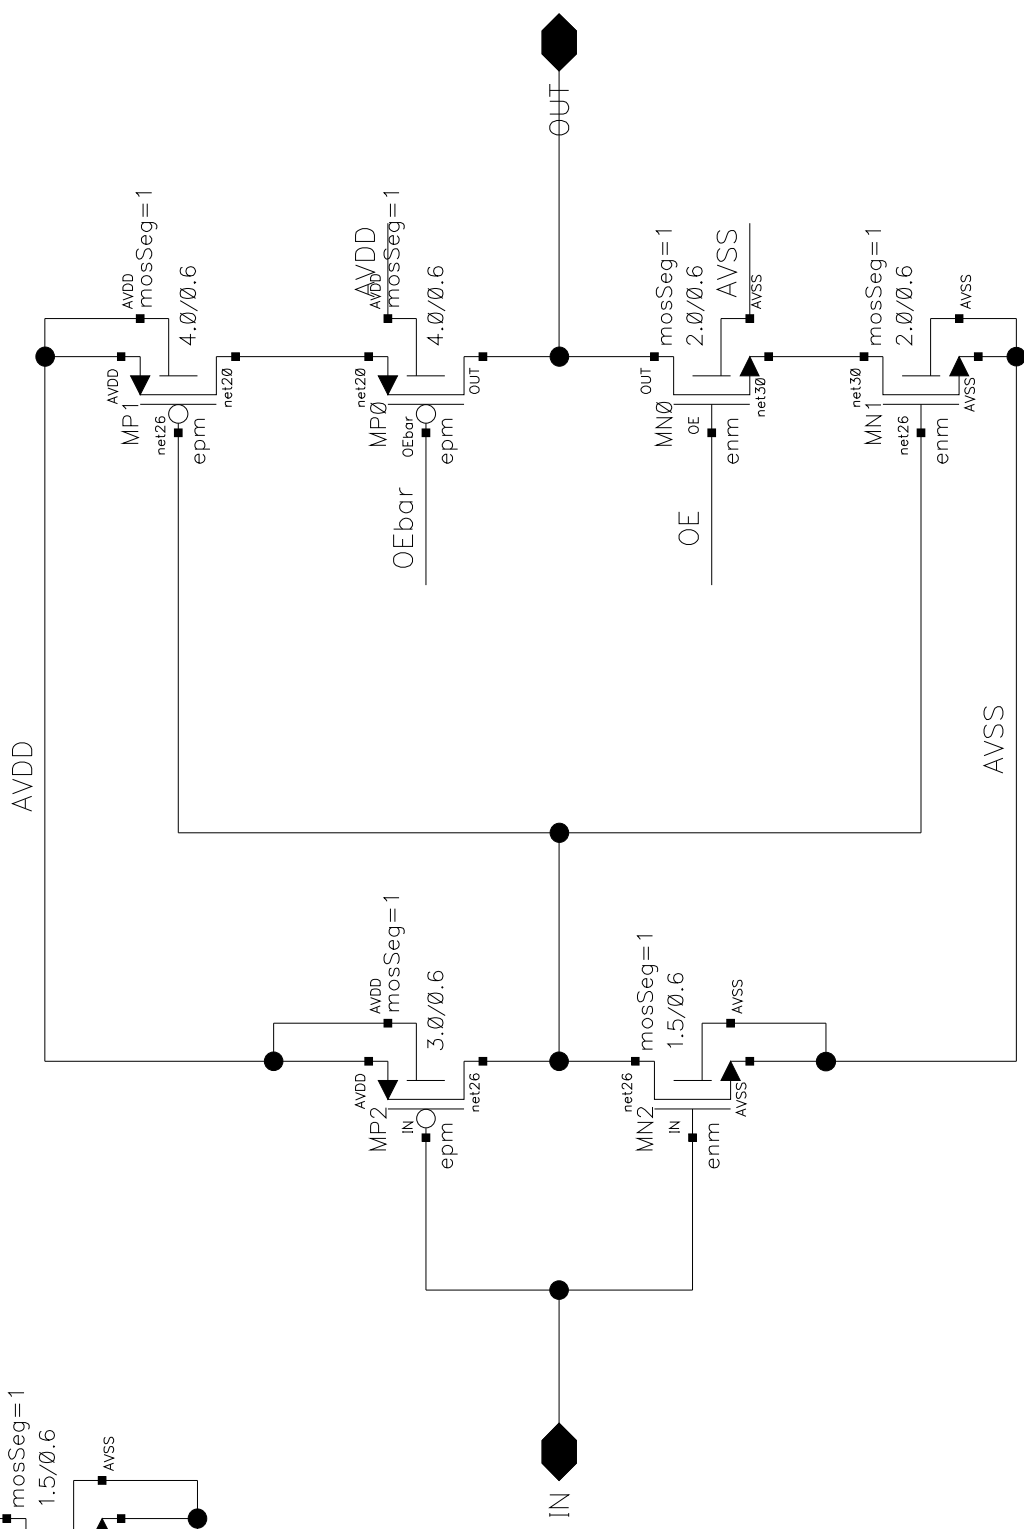 OUT
AVDD
mosSeg=1
4.0/0.6
AVDD
MP1
net26
epm
net20
AVDD
AVDD
mosSeg=1
4.0/0.6
net20
MP0
OEbar
epm
OUT
OEbar
mosSeg=1
2.0/0.6
AVSS
AVSS
OUT
MN0
OE
enm
net30
OE
mosSeg=1
2.0/0.6
AVSS
net30
MN1
net26
enm
AVSS
AVDD
AVSS
AVDD
mosSeg=1
3.0/0.6
AVDD
MP2
IN
epm
net26
mosSeg=1
1.5/0.6
AVSS
net26
MN2
IN
enm
AVSS
IN
mosSeg=1
1.5/0.6
AVSS